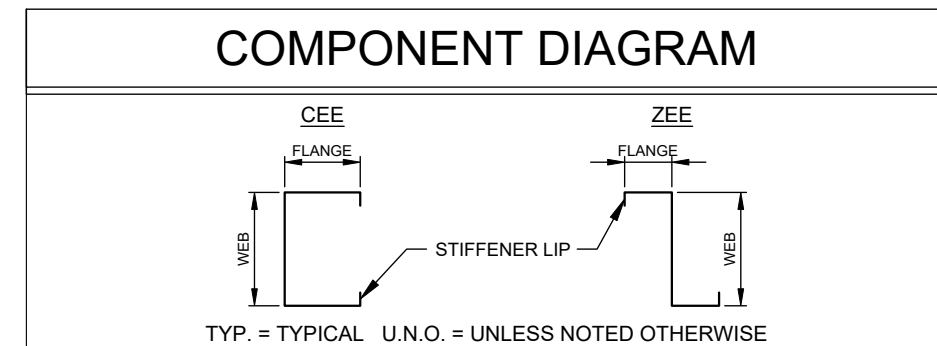 COMPONENT DIAGRAM
CEE
ZEE
FLANGE
FLANGE
WEB
STIFFENER LIP
WEB
TYP. = TYPICAL U.N.O. = UNLESS NOTED OTHERWISE